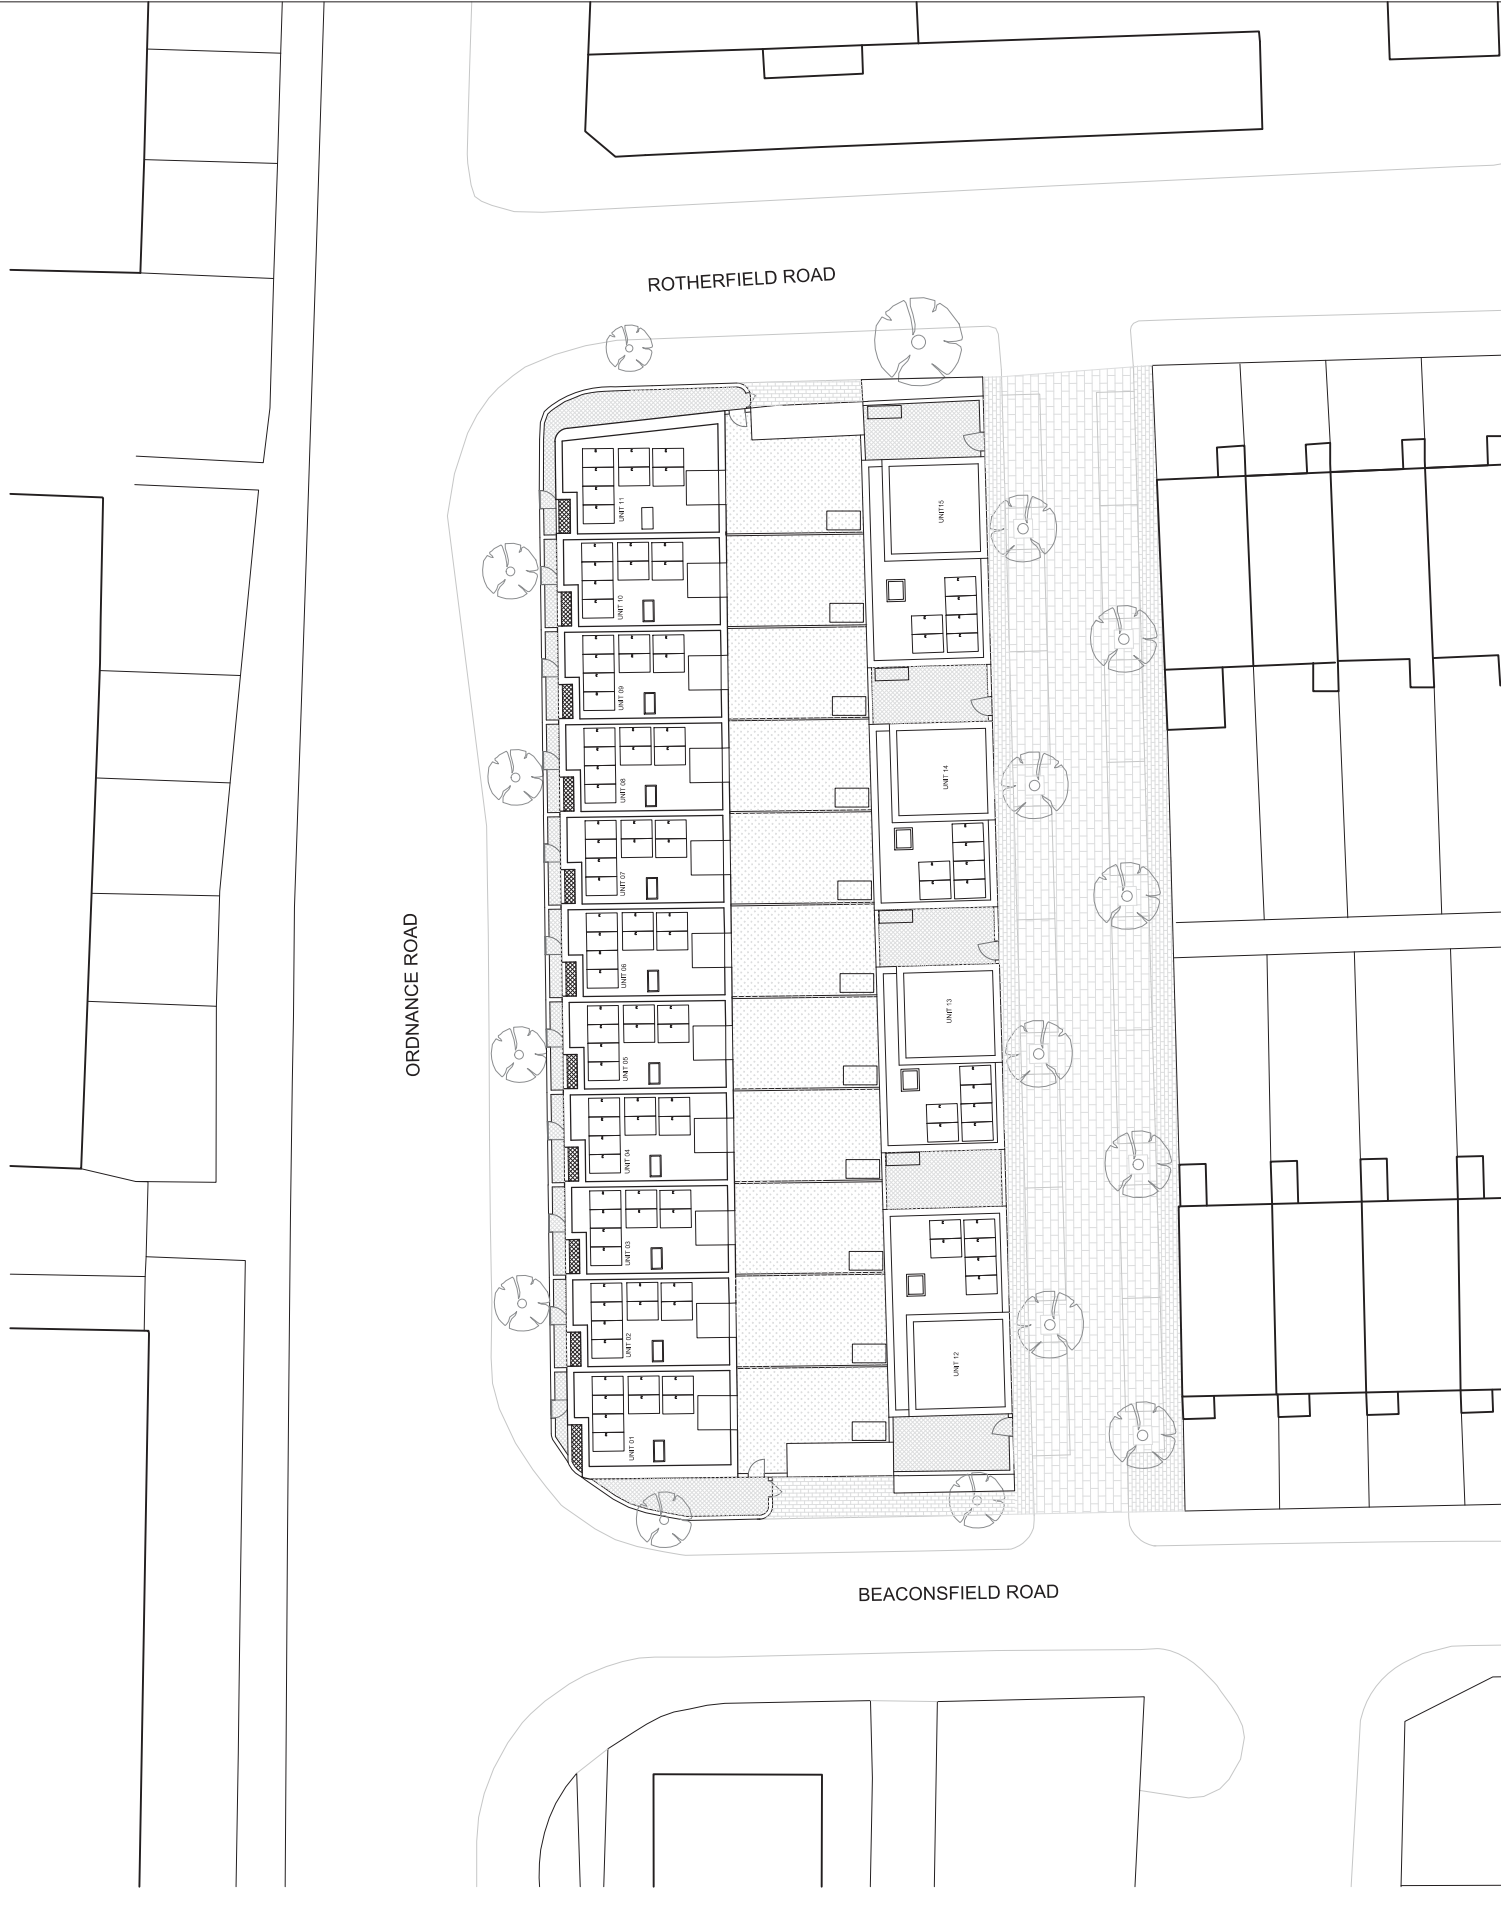 ROTHERFIELD ROAD
UNIT 11
UNIT15
UNIT 10
UNIT 09
UNIT 08
UNIT 14
UNIT 07
ORDNANCE ROAD
UNIT 06
UNIT 13
UNIT 05
UNIT 04
UNIT 03
UNIT 02
UNIT 12
UNIT 01
BEACONSFIELD ROAD